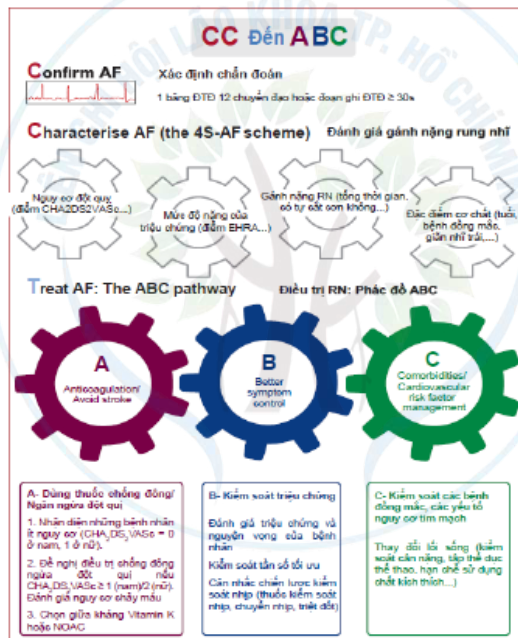 CC Đến ABC
Confirm AF
Xác định chẩn đoán
1 bảng ĐTĐ 12 chuyển đạo hoặc đoạn ghi ĐTĐ ≥ 30s
Characterise AF (the 4S-AF scheme) Đánh giá gánh nặng rung nhĩ
Nguy cơ đột quỵ
(điểm CHA2DS2VASc...)
Mức độ nặng của
triệu chứng (điểm EHRA...)
Gánh nặng RN (tổng thời gian,
có tự cắt cơn không...)
Đặc điểm cơ chất (tuổi,
bệnh đồng mắc,
giãn nhĩ trái,...)
Treat AF: The ABC pathway Điều trị RN: Phác đồ ABC
A
Anticoagulation/
Avoid stroke
B
Better
symptom
control
C
Comorbidities/
Cardiovascular
risk factor
management
A- Dùng thuốc chống đông/
Ngăn ngừa đột quị
1. Nhận diện những bệnh nhân
ít nguy cơ (CHA₂DS₂VASc = 0
ở nam, 1 ở nữ).
2. Đề nghị điều trị chống đông
ngừa đột quị nếu
CHA₂DS₂VASc ≥ 1 (nam)/2 (nữ).
Đánh giá nguy cơ chảy máu
3. Chọn giữa kháng Vitamin K
hoặc NOAC
B- Kiểm soát triệu chứng
Đánh giá triệu chứng và
nguyện vọng của bệnh
nhân
Kiểm soát tần số tối ưu
Cân nhắc chiến lược kiểm
soát nhịp (thuốc kiểm soát
nhịp, chuyển nhịp, triệt đốt)
C- Kiểm soát các bệnh
đồng mắc, các yếu tố
nguy cơ tim mạch
Thay đổi lối sống (kiểm
soát cân nặng, tập thể dục
thể thao, hạn chế sử dụng
chất kích thích...)